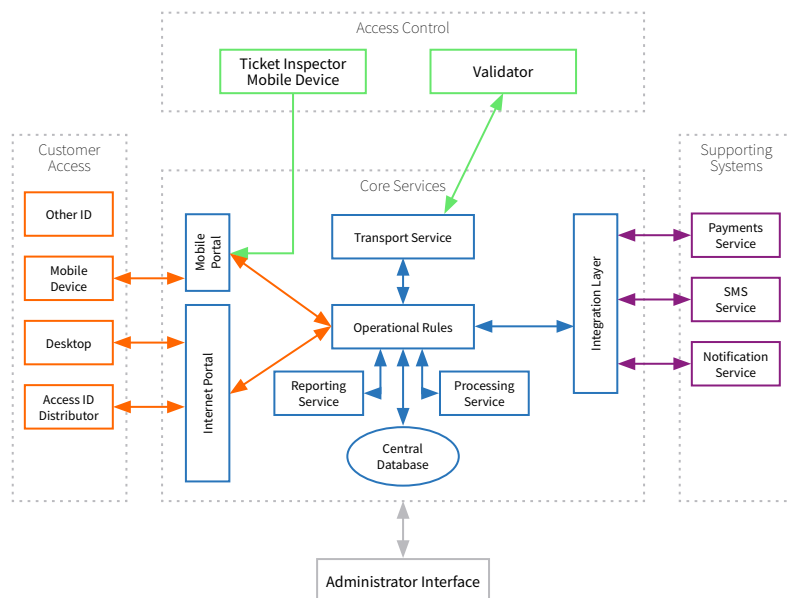 Access Control
Ticket Inspector
Mobile Device
Validator
Customer
Access
Other ID
Mobile
Device
Desktop
Access ID
Distributor
Core Services
Mobile
Portal
Internet Portal
Transport Service
Operational Rules
Reporting
Service
Processing
Service
Central
Database
Integration Layer
Supporting
Systems
Payments
Service
SMS
Service
Notification
Service
Administrator Interface